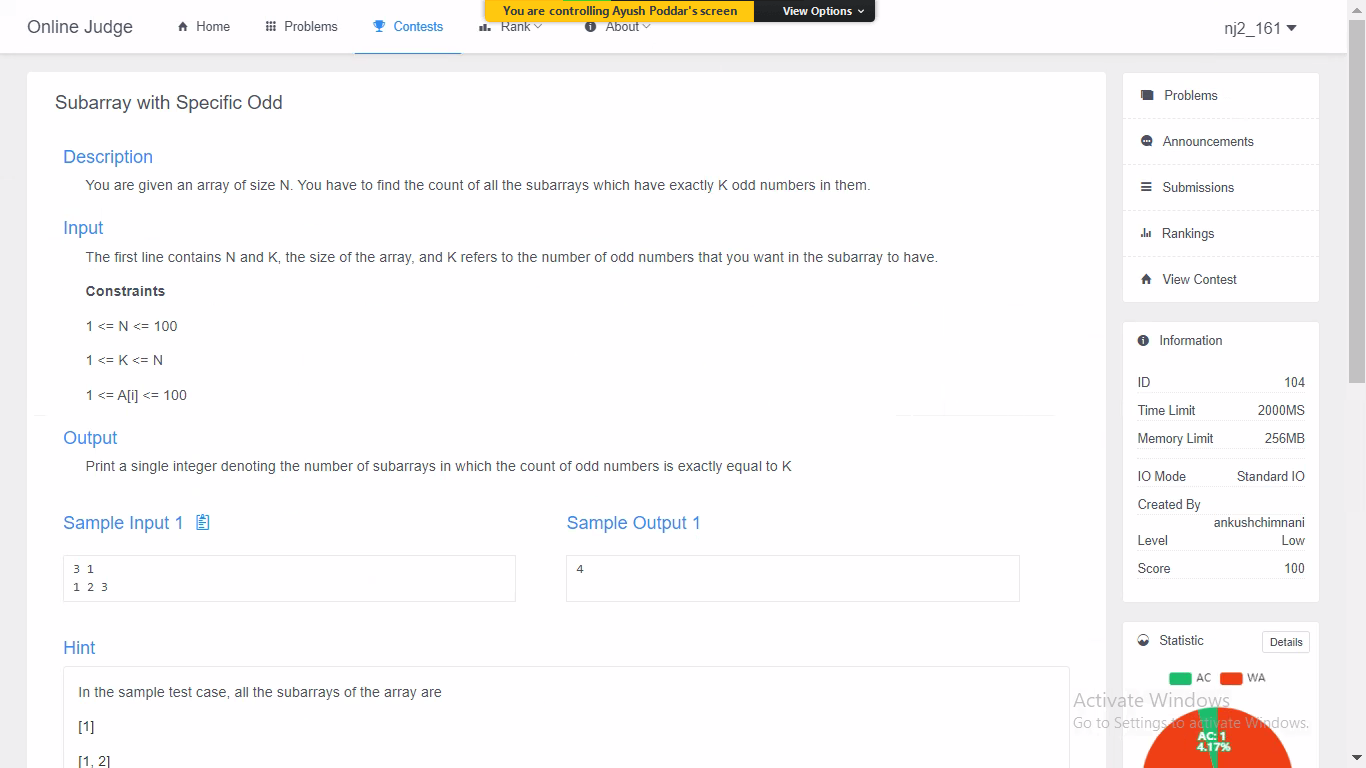 You are controlling Ayush Poddar's screen View Options
Online Judge Home Problems Contests Rank About nj2_161
Subarray with Specific Odd
Description
You are given an array of size N. You have to find the count of all the subarrays which have exactly K odd numbers in them.
Input
The first line contains N and K, the size of the array, and K refers to the number of odd numbers that you want in the subarray to have.
Constraints
1 <= N <= 100
1 <= K <= N
1 <= A[i] <= 100
Output
Print a single integer denoting the number of subarrays in which the count of odd numbers is exactly equal to K
Sample Input 1
3 1
1 2 3
Sample Output 1
4
Hint
In the sample test case, all the subarrays of the array are
[1]
[1, 2]
Problems
Announcements
Submissions
Rankings
View Contest
Information
ID 104
Time Limit 2000MS
Memory Limit 256MB
IO Mode Standard IO
Created By
ankushchimnani
Level Low
Score 100
Statistic Details
AC WA
AC: 1
4.17%
Activate Windows
Go to Settings to activate Windows.